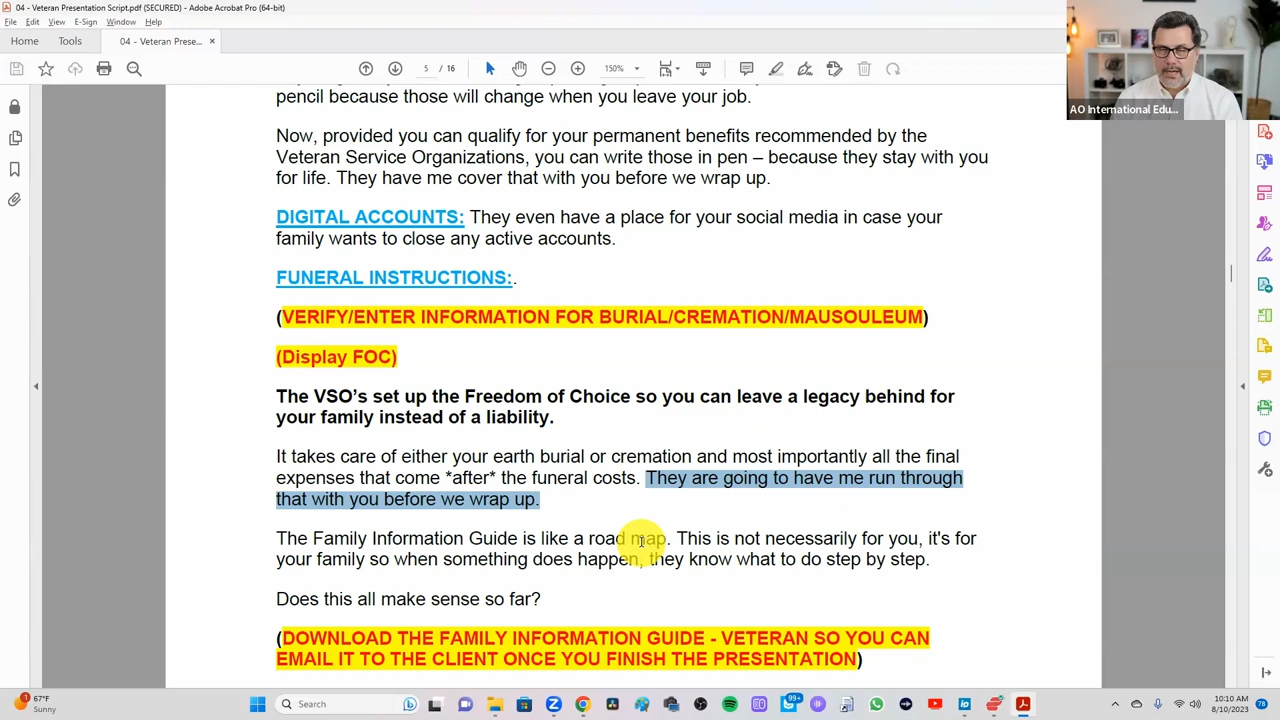 04 - Veteran Presentation Script.pdf (SECURED) - Adobe Acrobat Pro (64-bit)
File Edit View E-Sign Window Help
Home Tools 04 - Veteran Prese... ×
5 / 16 150%
AO International Edu...
pencil because those will change when you leave your job.
Now, provided you can qualify for your permanent benefits recommended by the
Veteran Service Organizations, you can write those in pen – because they stay with you
for life. They have me cover that with you before we wrap up.
DIGITAL ACCOUNTS: They even have a place for your social media in case your
family wants to close any active accounts.
FUNERAL INSTRUCTIONS:.
(VERIFY/ENTER INFORMATION FOR BURIAL/CREMATION/MAUSOULEUM)
(Display FOC)
The VSO's set up the Freedom of Choice so you can leave a legacy behind for
your family instead of a liability.
It takes care of either your earth burial or cremation and most importantly all the final
expenses that come *after* the funeral costs. They are going to have me run through
that with you before we wrap up.
The Family Information Guide is like a road map. This is not necessarily for you, it's for
your family so when something does happen, they know what to do step by step.
Does this all make sense so far?
(DOWNLOAD THE FAMILY INFORMATION GUIDE - VETERAN SO YOU CAN
EMAIL IT TO THE CLIENT ONCE YOU FINISH THE PRESENTATION)
67°F
Sunny
Search
99+
10:10 AM
8/10/2023
78